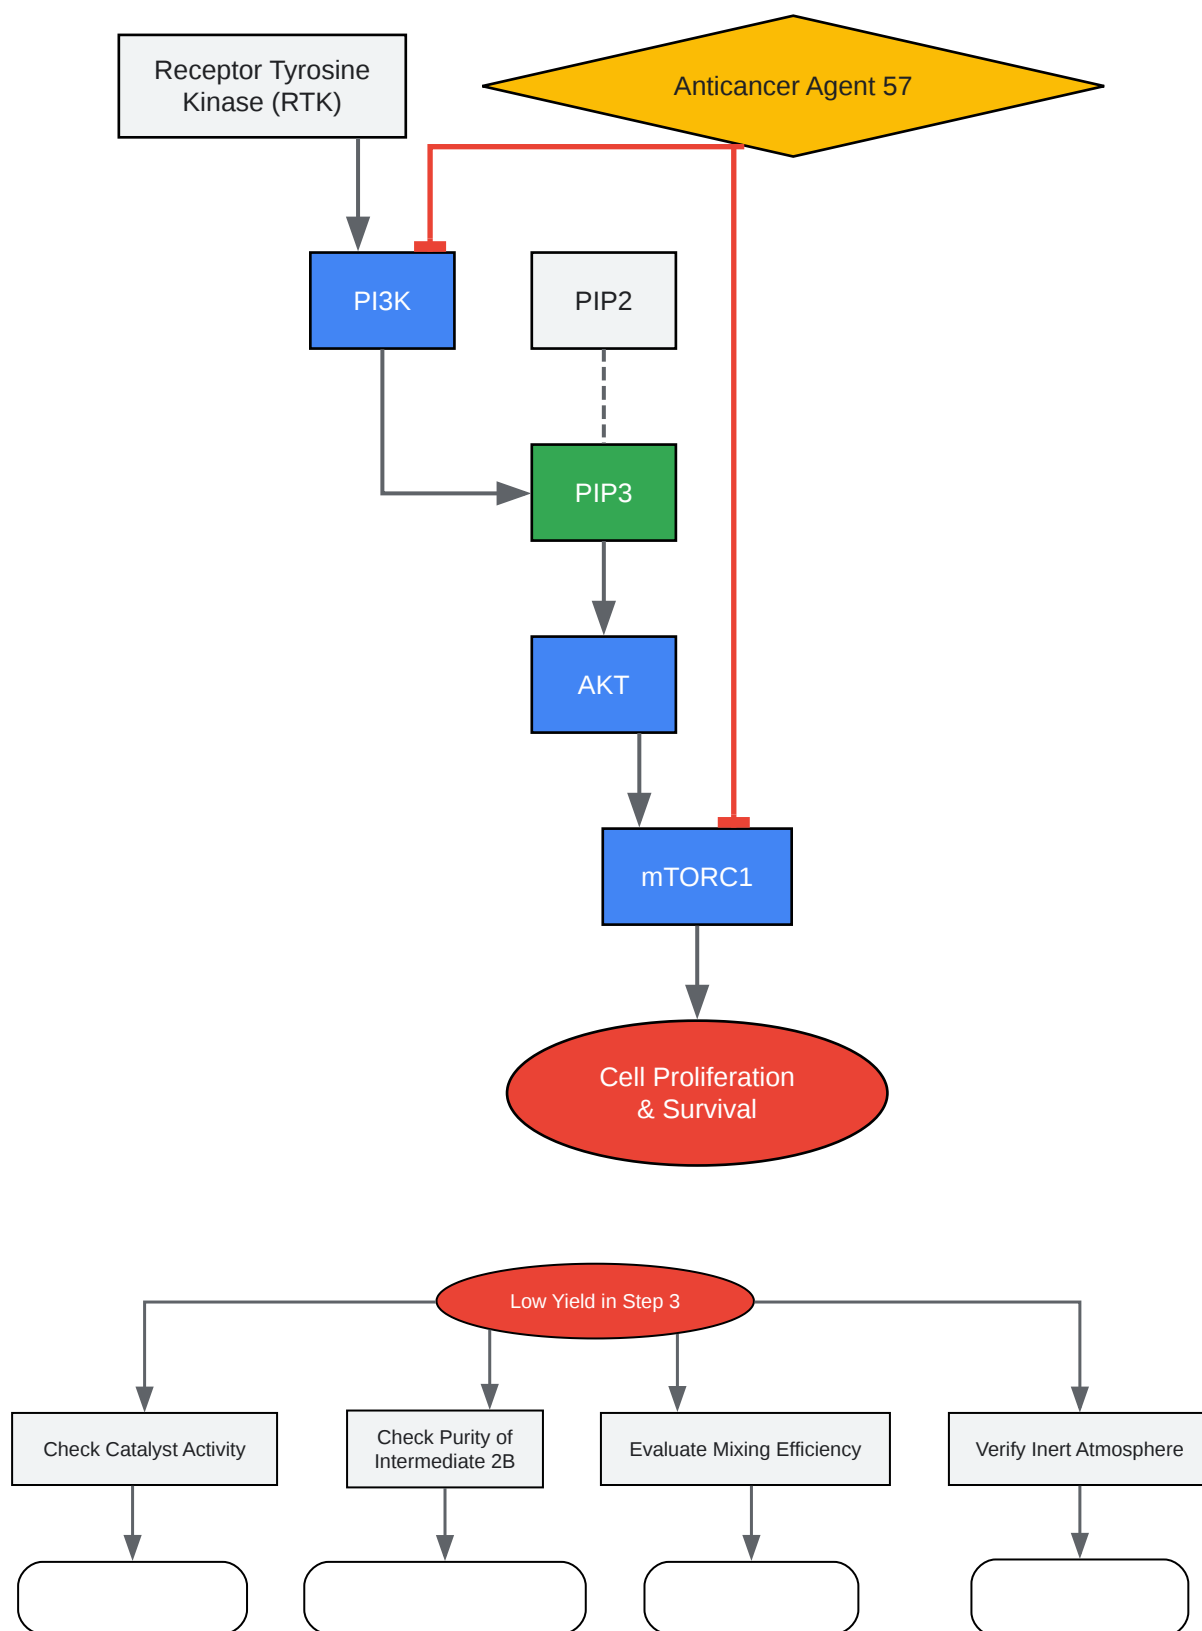 Receptor Tyrosine
Kinase (RTK)
Anticancer Agent 57
PI3K
PIP2
PIP3
AKT
mTORC1
Cell Proliferation
& Survival
Low Yield in Step 3
Check Catalyst Activity
Check Purity of
Intermediate 2B
Evaluate Mixing Efficiency
Verify Inert Atmosphere